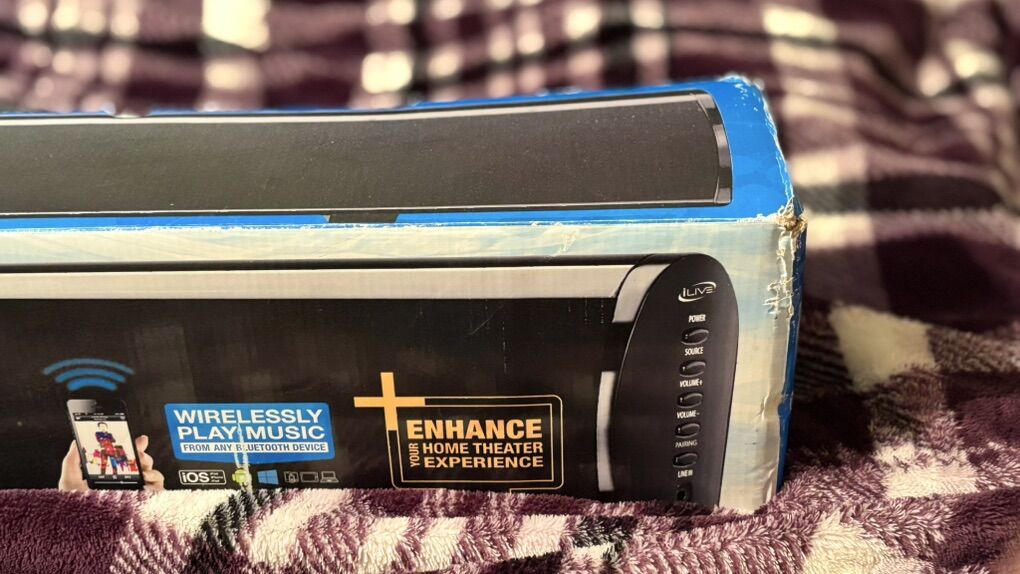 iLIVE
POWER
SOURCE
VOLUME+
VOLUME-
PAIRING
LINE IN
WIRELESSLY
PLAY MUSIC
FROM ANY BLUETOOTH DEVICE
iOS
ENHANCE
YOUR HOME THEATER
EXPERIENCE